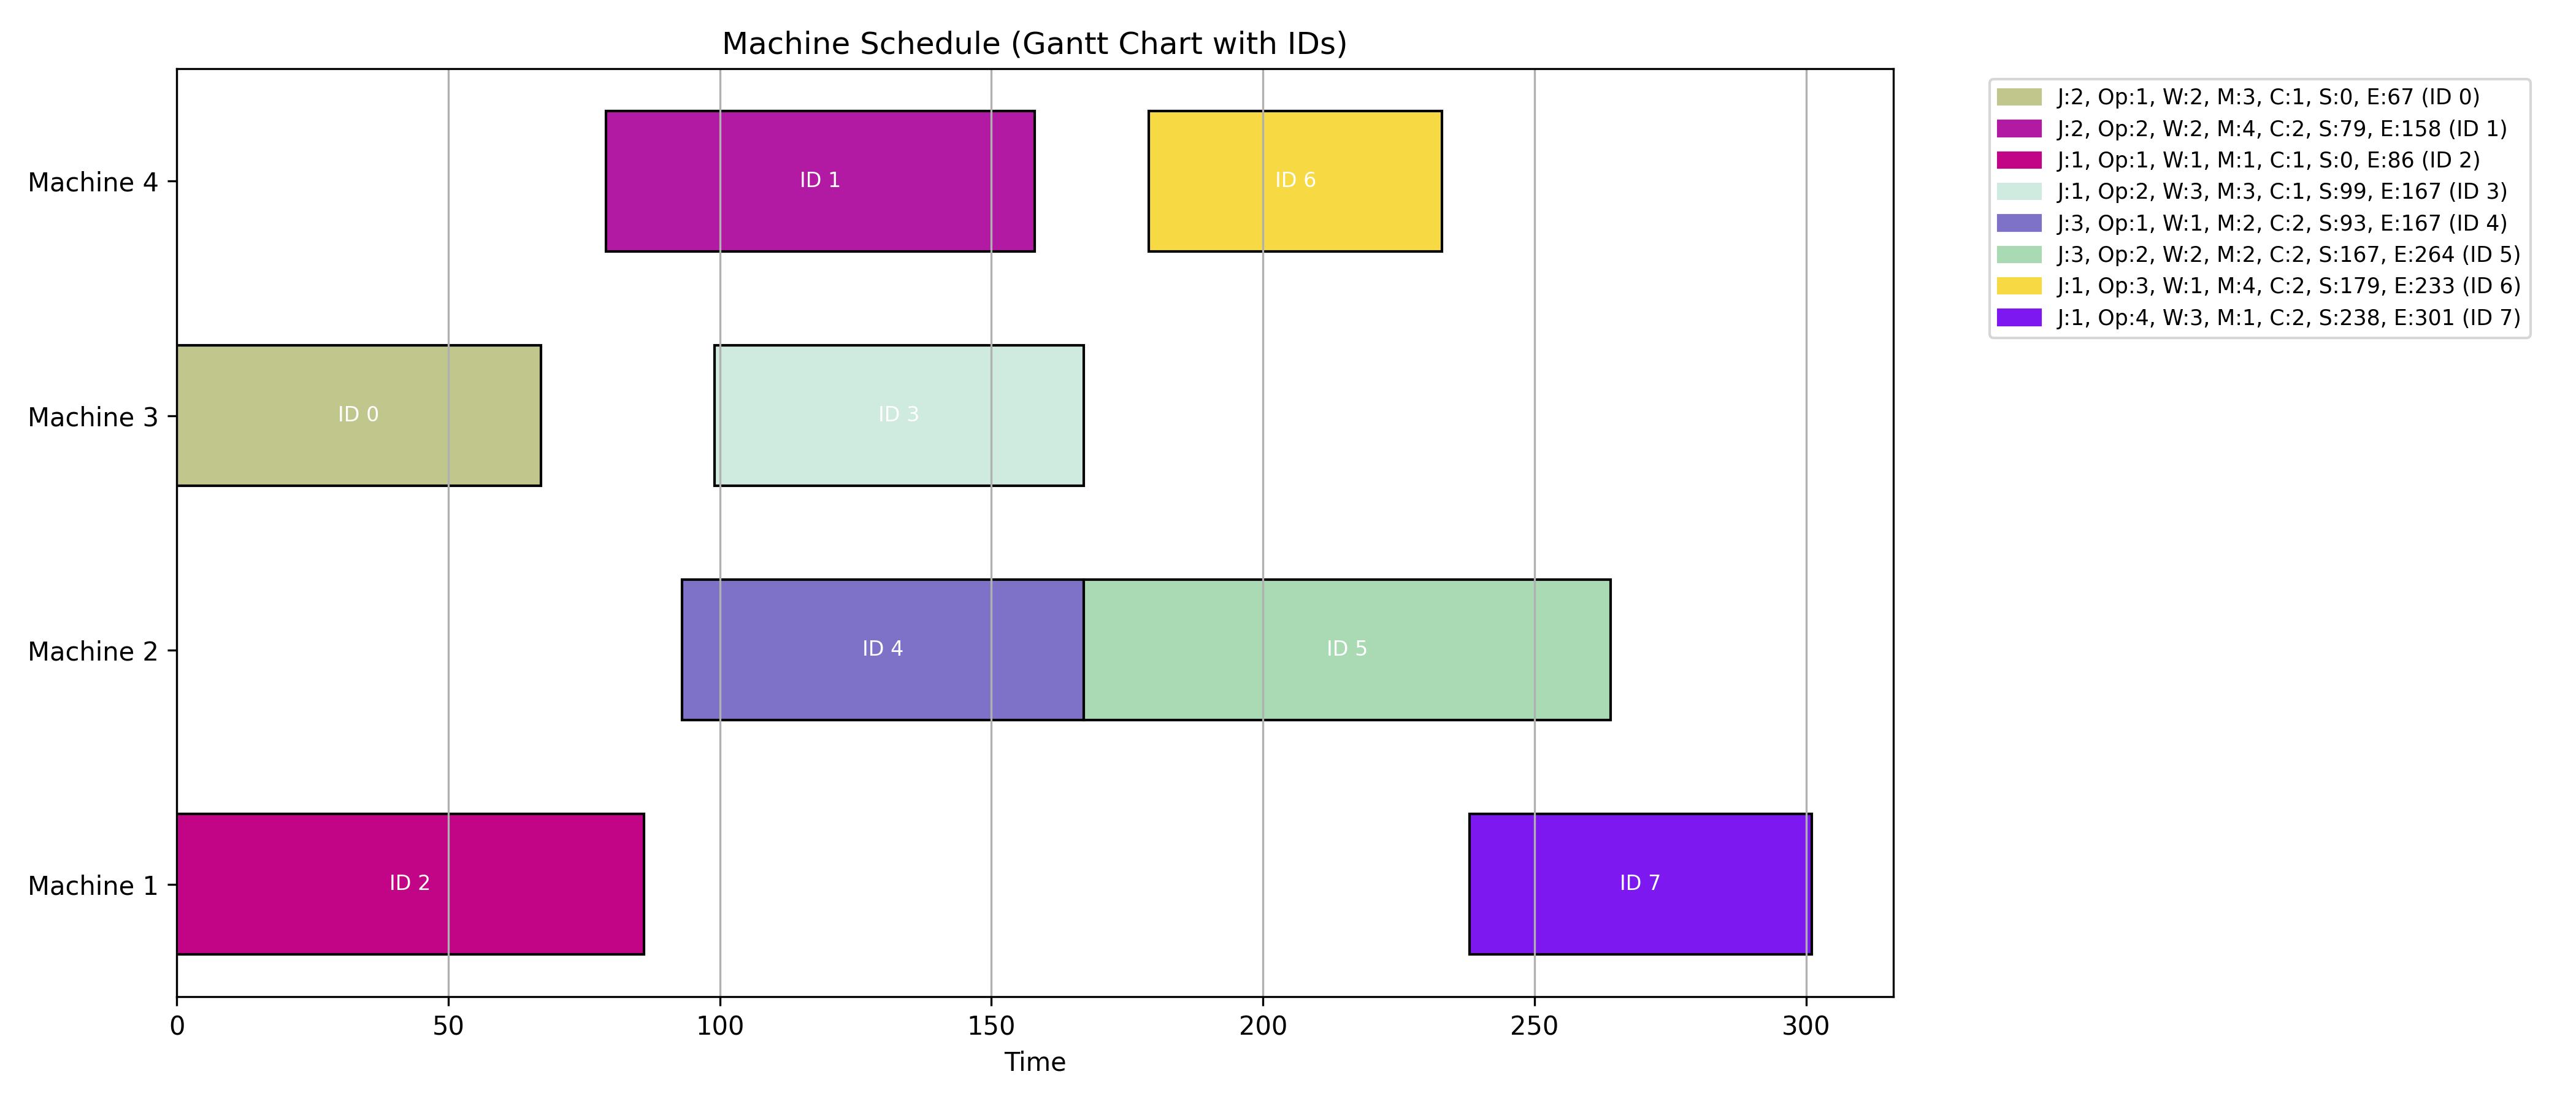 Machine Schedule (Gantt Chart with IDs)
J:2, Op:1, W:2, M:3, C:1, S:0, E:67 (ID 0)
J:2, Op:2, W:2, M:4, C:2, S:79, E:158 (ID 1)
J:1, Op:1, W:1, M:1, C:1, S:0, E:86 (ID 2)
J:1, Op:2, W:3, M:3, C:1, S:99, E:167 (ID 3)
J:3, Op:1, W:1, M:2, C:2, S:93, E:167 (ID 4)
J:3, Op:2, W:2, M:2, C:2, S:167, E:264 (ID 5)
J:1, Op:3, W:1, M:4, C:2, S:179, E:233 (ID 6)
J:1, Op:4, W:3, M:1, C:2, S:238, E:301 (ID 7)
Machine 4
ID 1
ID 6
Machine 3
ID 0
ID 3
Machine 2
ID 4
ID 5
Machine 1
ID 2
ID 7
0 50 100 150 200 250 300
Time